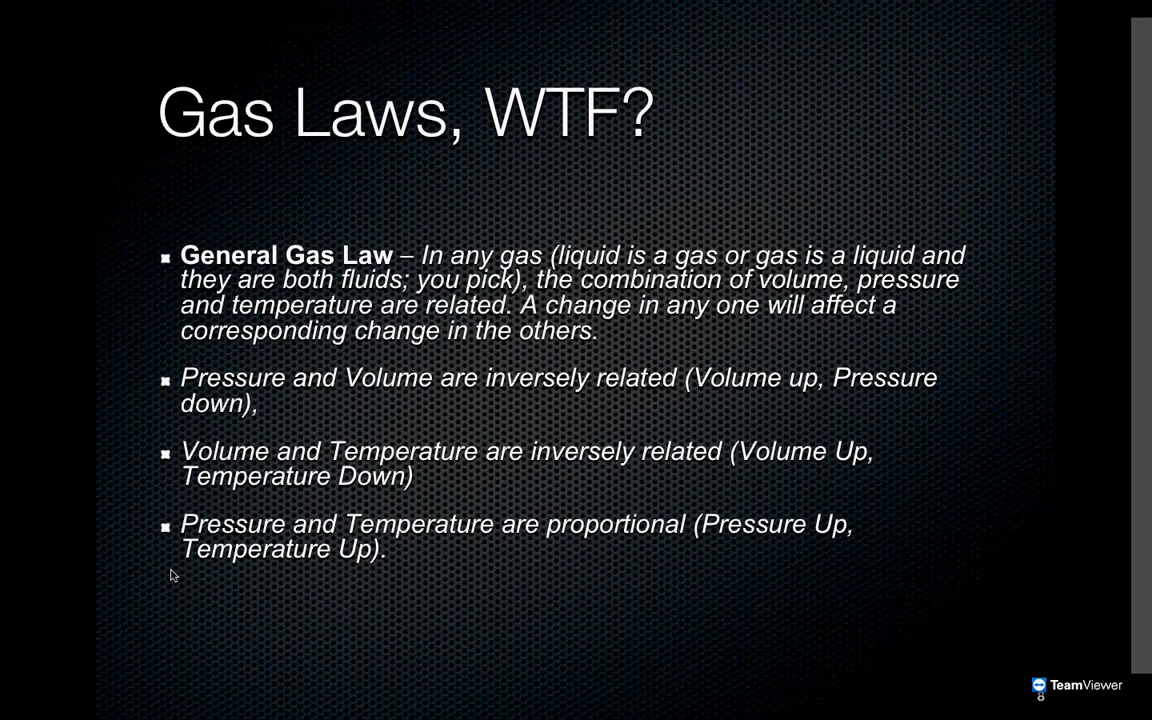 Gas Laws, WTF?
General Gas Law – In any gas (liquid is a gas or gas is a liquid and
they are both fluids; you pick), the combination of volume, pressure
and temperature are related. A change in any one will affect a
corresponding change in the others.
Pressure and Volume are inversely related (Volume up, Pressure
down),
Volume and Temperature are inversely related (Volume Up,
Temperature Down)
Pressure and Temperature are proportional (Pressure Up,
Temperature Up).
TeamViewer
8